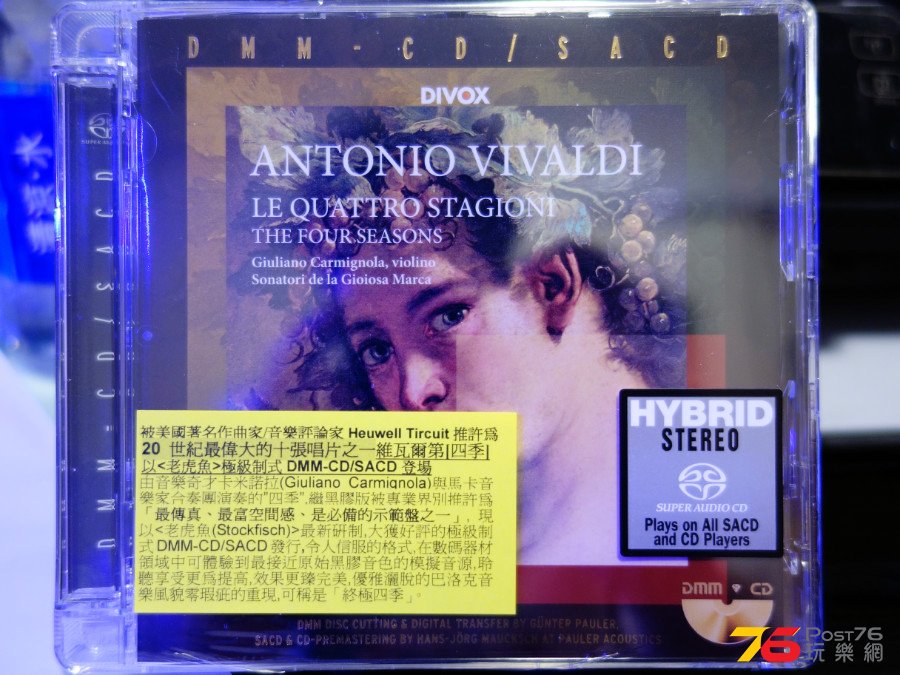 DMM-CD/SACD
DIVOX
ANTONIO VIVALDI
LE QUATTRO STAGIONI
THE FOUR SEASONS
Giuliano Carmignola, violino
Sonatori de la Gioiosa Marca
SUPER AUDIO CD
DMM-CD/SACD
被美國著名作曲家/音樂評論家 Heuwell Tircuit 推許爲
20 世紀最偉大的十張唱片之一維瓦爾第[四季]
以<老虎魚>極級制式 DMM-CD/SACD 登場
由音樂奇才卡米諾拉(Giuliano Carmignola)與馬卡音
樂家合奏團演奏的"四季",繼黑膠版被專業界別推許爲
「最傳真、最富空間感、是必備的示範盤之一」, 現
以<老虎魚(Stockfisch)>最新研制,大獲好評的極級制
式 DMM-CD/SACD 發行,令人信服的格式,在數碼器材
領域中可體驗到最接近原始黑膠音色的模擬音源,聆
聽享受更爲提高,效果更臻完美,優雅灑脫的巴洛克音
樂風貌零瑕疵的重現,可稱是「終極四季」。
HYBRID
STEREO
SUPER AUDIO CD
Plays on All SACD
and CD Players
DMM CD
DMM DISC CUTTING & DIGITAL TRANSFER BY GÜNTER PAULER,
SACD & CD-PREMASTERING BY HANS-JÖRG MAUCKSCH AT PAULER ACOUSTICS
76 Post76
玩樂網